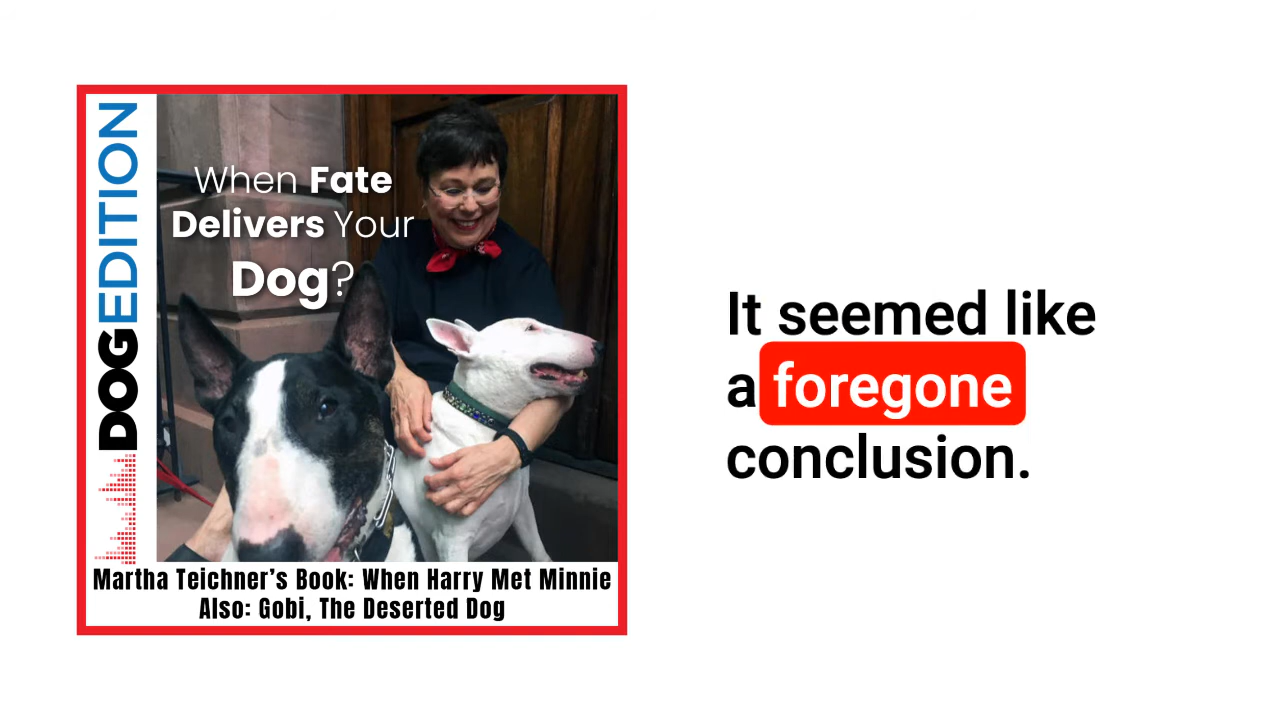 DOGEDITION
When Fate
Delivers Your
Dog?
Martha Teichner’s Book: When Harry Met Minnie
Also: Gobi, The Deserted Dog
It seemed like
a foregone
conclusion.